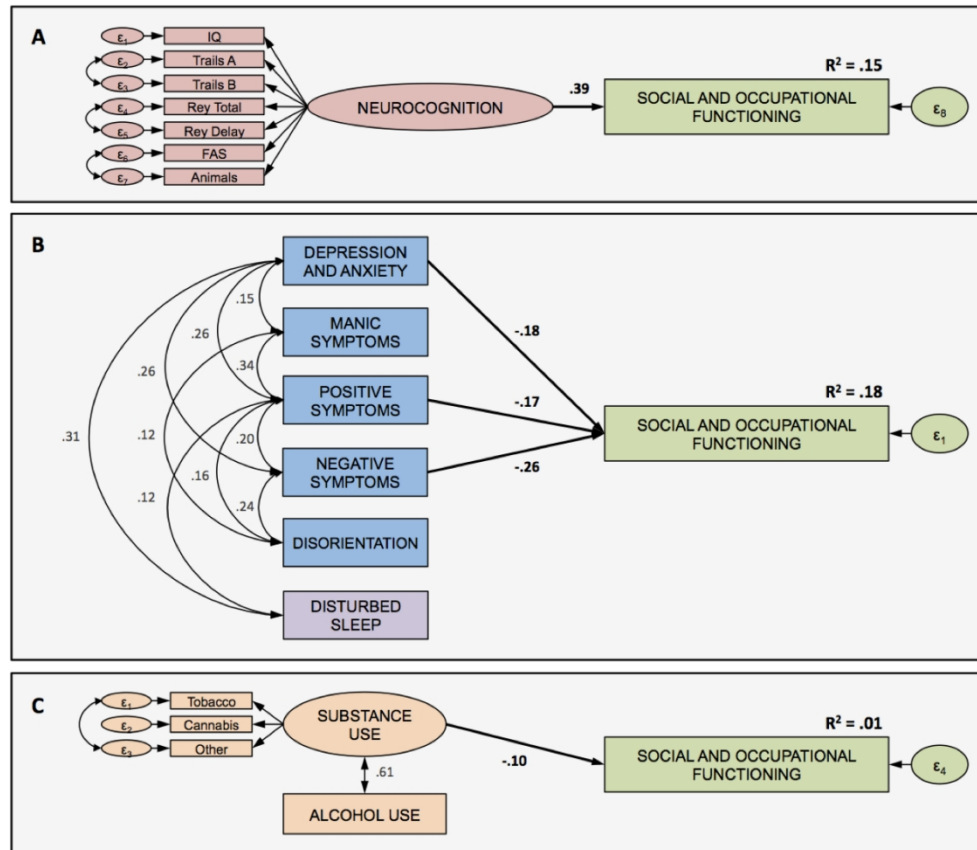 A
ε1
IQ
ε2
Trails A
ε3
Trails B
ε4
Rey Total
ε5
Rey Delay
ε6
FAS
ε7
Animals
NEUROCOGNITION
.39
R² = .15
SOCIAL AND OCCUPATIONAL
FUNCTIONING
ε8
B
DEPRESSION
AND ANXIETY
MANIC
SYMPTOMS
POSITIVE
SYMPTOMS
NEGATIVE
SYMPTOMS
DISORIENTATION
DISTURBED
SLEEP
.15
.26
.34
.26
.31
.12
.20
.16
.12
.24
-.18
-.17
-.26
R² = .18
SOCIAL AND OCCUPATIONAL
FUNCTIONING
ε1
C
ε1
Tobacco
ε2
Cannabis
ε3
Other
SUBSTANCE
USE
.61
ALCOHOL USE
-.10
R² = .01
SOCIAL AND OCCUPATIONAL
FUNCTIONING
ε4